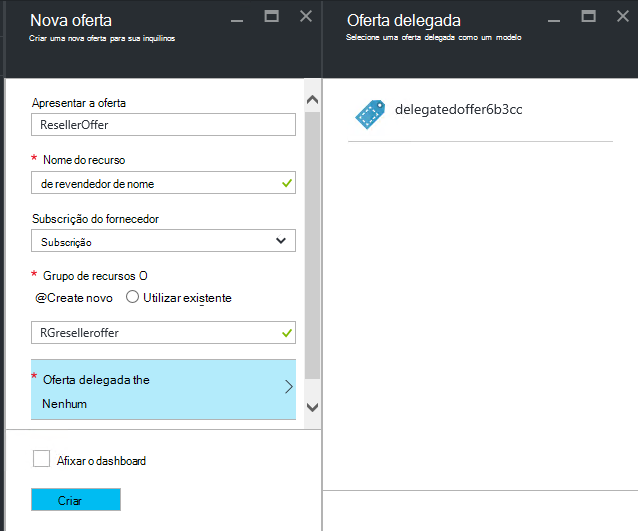 Nova oferta
Criar uma nova oferta para sua inquilinos
Apresentar a oferta
ResellerOffer
* Nome do recurso
de revendedor de nome
Subscrição do fornecedor
Subscrição
* Grupo de recursos O
@Create novo Utilizar existente
RGreselleroffer
* Oferta delegada the
Nenhum
Afixar o dashboard
Criar
Oferta delegada
Selecione uma oferta delegada como um modelo
delegatedoffer6b3cc